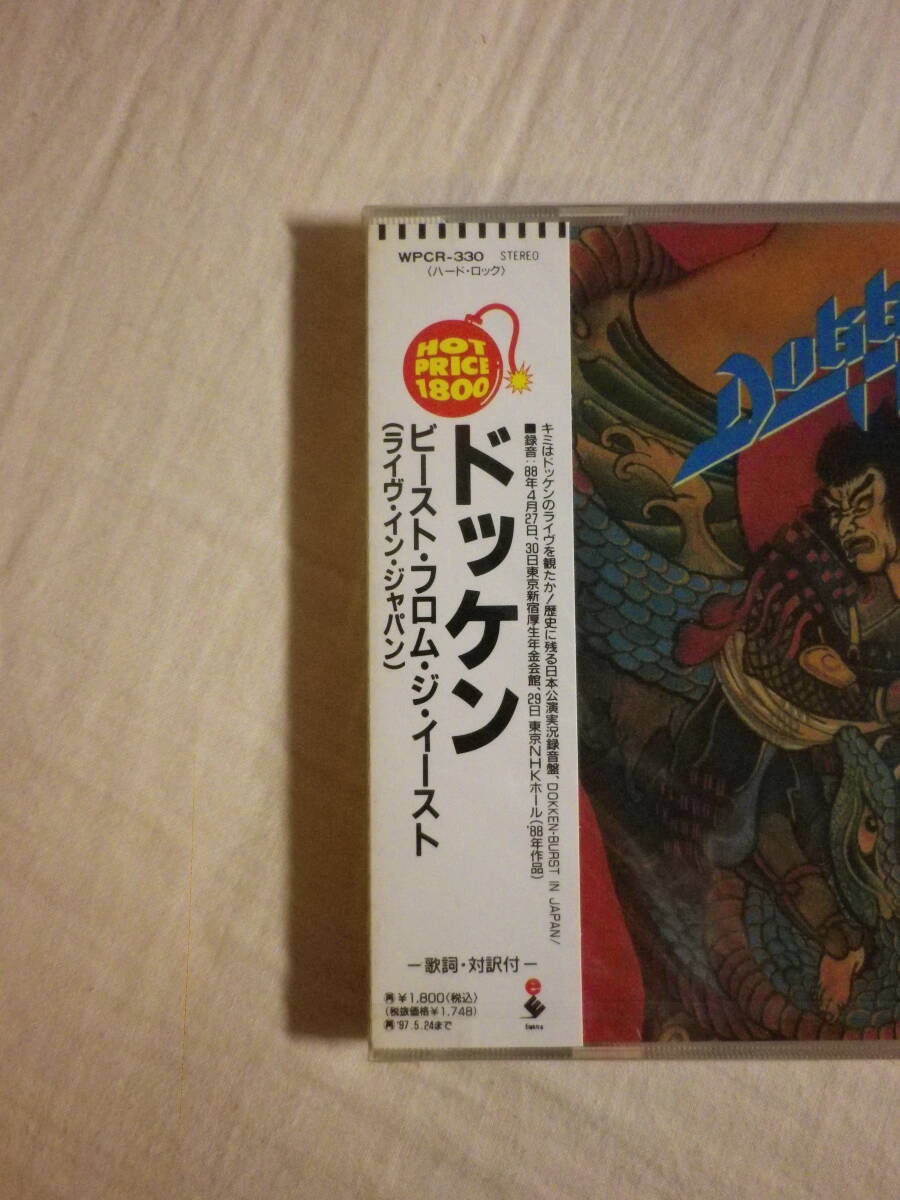 WPCR-330 STEREO
〈ハード・ロック〉
HOT
PRICE
1800
キミはドッケンのライヴを観たか!歴史に残る日本公演実況録音盤、DOKKEN・BURST IN JAPAN/
■録音:88年4月27日、30日東京新宿厚生年金会館、29日 東京NHKホール('88年作品)
ドッケン
ビースト・フロム・ジ・イースト
(ライヴ・イン・ジャパン)
−歌詞・対訳付−
¥1,800(税込)
(税抜価格¥1,748)
'97.5.24まで
Elektra